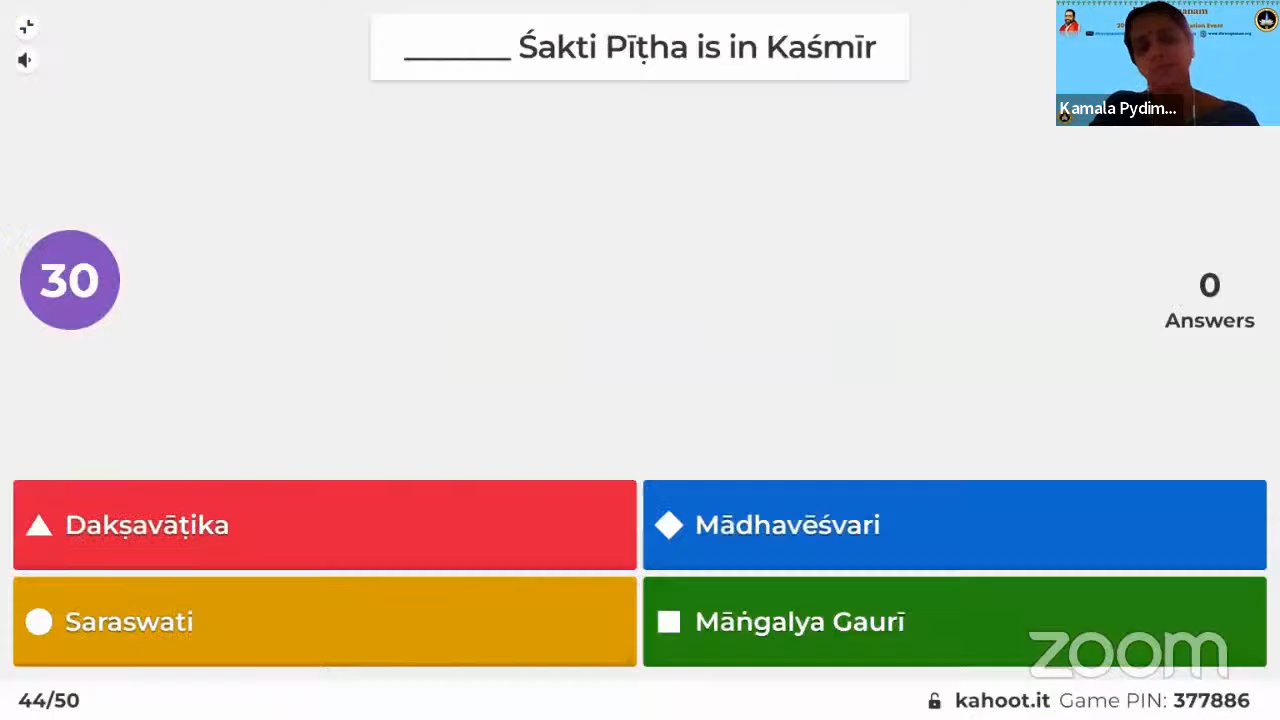 _______ Śakti Pīṭha is in Kaśmīr
Kamala Pydim...
30
0
Answers
Dakṣavāṭika
Mādhavēśvari
Saraswati
Māṅgalya Gaurī
zoom
44/50
kahoot.it Game PIN: 377886